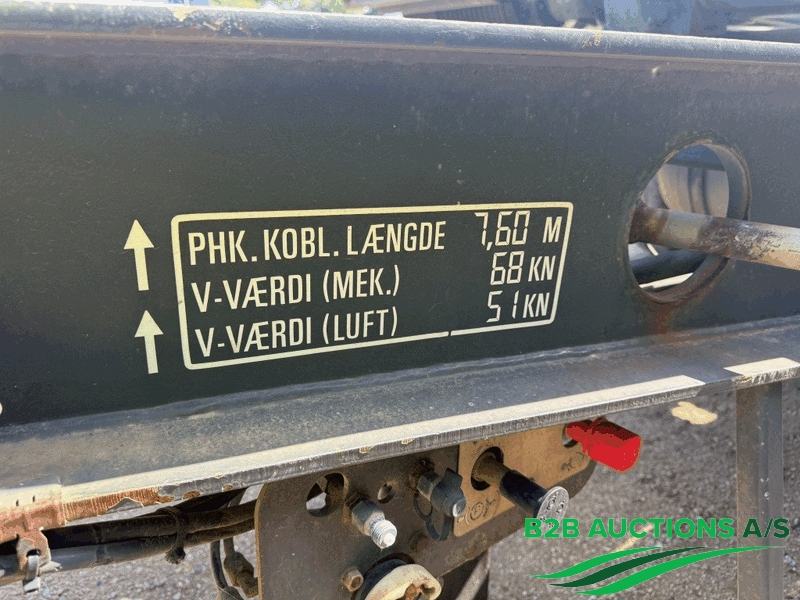 PHK. KOBL. LÆNGDE 7,60 M
V-VÆRDI (MEK.) 68 KN
V-VÆRDI (LUFT) 51 KN
B2B AUCTIONS A/S